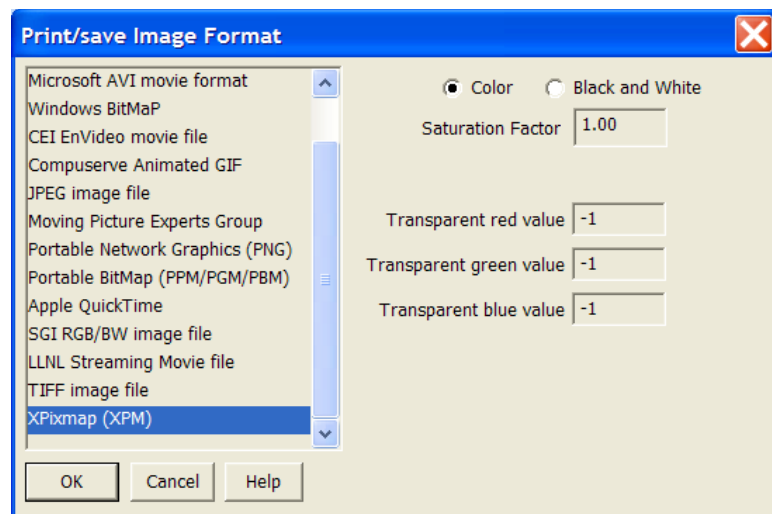 Print/save Image Format
Microsoft AVI movie format
Windows BitMaP
CEI EnVideo movie file
Compuserve Animated GIF
JPEG image file
Moving Picture Experts Group
Portable Network Graphics (PNG)
Portable BitMap (PPM/PGM/PBM)
Apple QuickTime
SGI RGB/BW image file
LLNL Streaming Movie file
TIFF image file
XPixmap (XPM)
Color Black and White
Saturation Factor 1.00
Transparent red value -1
Transparent green value -1
Transparent blue value -1
OK Cancel Help